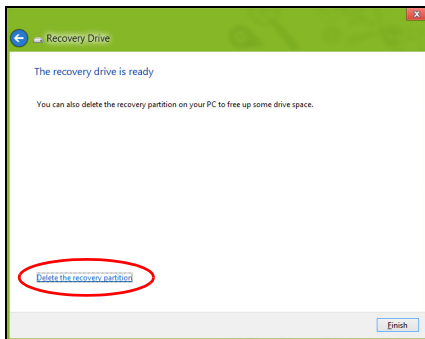 Recovery Drive
The recovery drive is ready
You can also delete the recovery partition on your PC to free up some drive space.
Delete the recovery partition
Finish